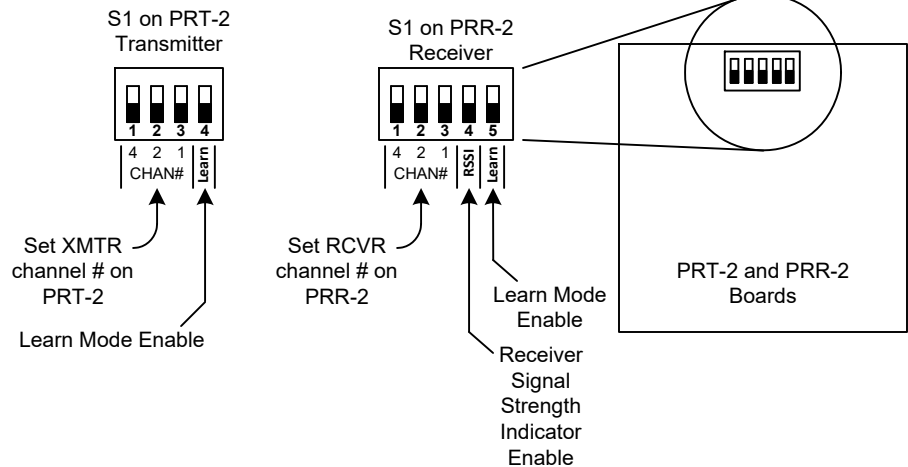 S1 on PRT-2
Transmitter
1 2 3 4
4 2 1 Learn
CHAN#
Set XMTR
channel # on
PRT-2
Learn Mode Enable
S1 on PRR-2
Receiver
1 2 3 4 5
4 2 1 RSSI Learn
CHAN#
Set RCVR
channel # on
PRR-2
Learn Mode
Enable
Receiver
Signal
Strength
Indicator
Enable
PRT-2 and PRR-2
Boards